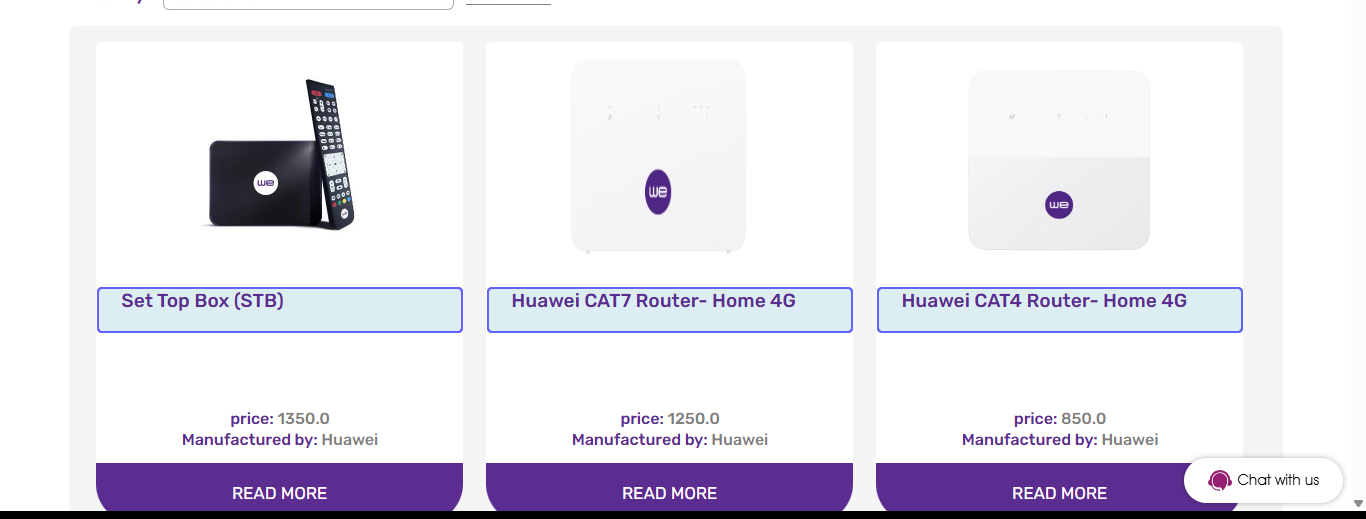 we
we
we
Set Top Box (STB)
Huawei CAT7 Router- Home 4G
Huawei CAT4 Router- Home 4G
price: 1350.0
Manufactured by: Huawei
price: 1250.0
Manufactured by: Huawei
price: 850.0
Manufactured by: Huawei
READ MORE
READ MORE
READ MORE
Chat with us